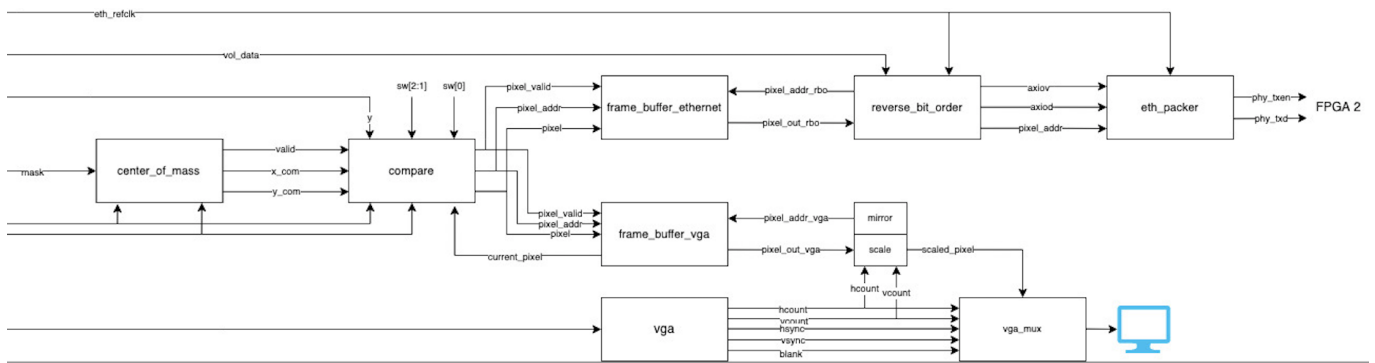 eth_refclk
vol_data
sw[2:1]
sw[0]
pixel_valid
pixel_addr
pixel
frame_buffer_ethernet
pixel_addr_rbo
pixel_out_rbo
reverse_bit_order
axiov
axiod
pixel_addr
eth_packer
phy_txen
phy_txd
FPGA 2
y
mask
center_of_mass
valid
x_com
y_com
compare
pixel_valid
pixel_addr
pixel
current_pixel
frame_buffer_vga
pixel_addr_vga
pixel_out_vga
mirror
scale
scaled_pixel
hcount
vcount
vga
hcount
vcount
hsync
vsync
blank
vga_mux